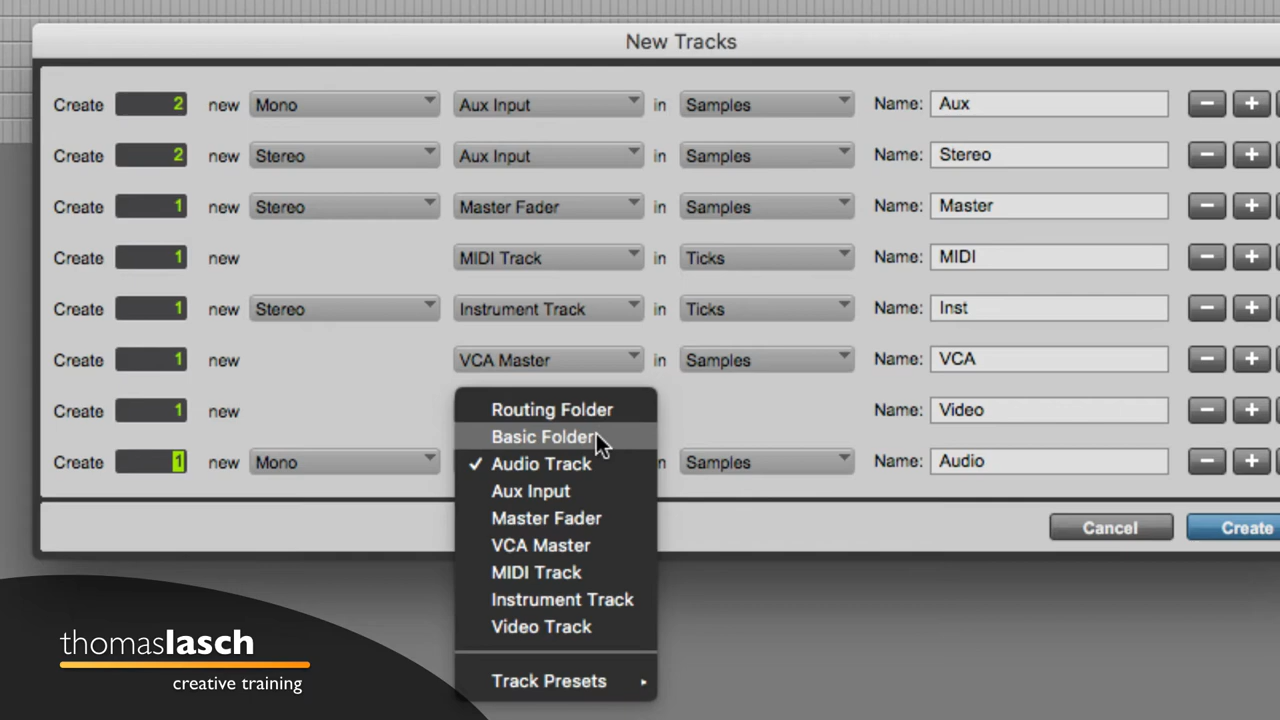 New Tracks
Create 2 new Mono Aux Input in Samples Name: Aux
Create 2 new Stereo Aux Input in Samples Name: Stereo
Create 1 new Stereo Master Fader in Samples Name: Master
Create 1 new MIDI Track in Ticks Name: MIDI
Create 1 new Stereo Instrument Track in Ticks Name: Inst
Create 1 new VCA Master in Samples Name: VCA
Create 1 new Name: Video
Create 1 new Mono Samples Name: Audio
Routing Folder
Basic Folder
Audio Track
Aux Input
Master Fader
VCA Master
MIDI Track
Instrument Track
Video Track
Track Presets
Cancel Create
thomaslasch
creative training